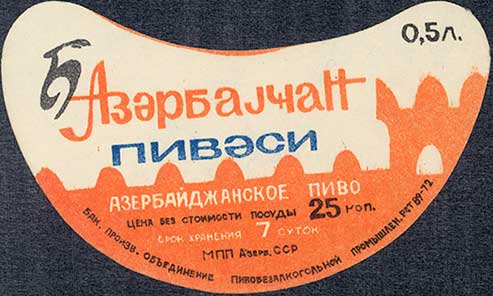 0,5л.
Азәрбајҹан
пивәси
АЗЕРБАЙДЖАНСКОЕ ПИВО
ЦЕНА БЕЗ СТОИМОСТИ ПОСУДЫ 25 КОП.
СРОК ХРАНЕНИЯ 7 СУТОК
МПП АЗЕРБ. ССР
БАК. ПРОИЗВ. ОБЪЕДИНЕНИЕ ПИВОБЕЗАЛКОГОЛЬНОЙ ПРОМЫШЛЕН. РСТ 89-72